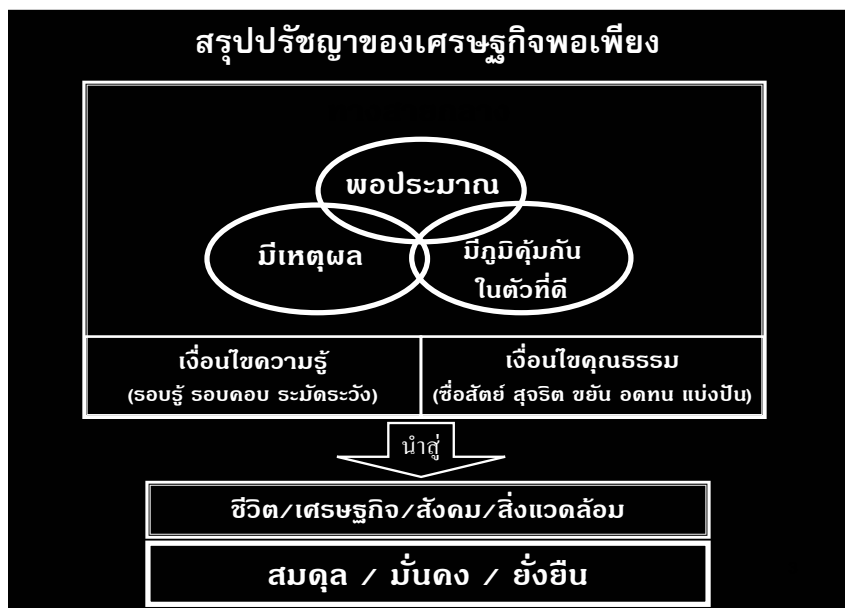 สรุปปรัชญาของเศรษฐกิจพอเพียง
พอประมาณ
มีเหตุผล
มีภูมิคุ้มกัน
ในตัวที่ดี
เงื่อนไขความรู้
(รอบรู้ รอบคอบ ระมัดระวัง)
เงื่อนไขคุณธรรม
(ซื่อสัตย์ สุจริต ขยัน อดทน แบ่งปัน)
นำสู่
ชีวิต/เศรษฐกิจ/สังคม/สิ่งแวดล้อม
สมดุล / มั่นคง / ยั่งยืน